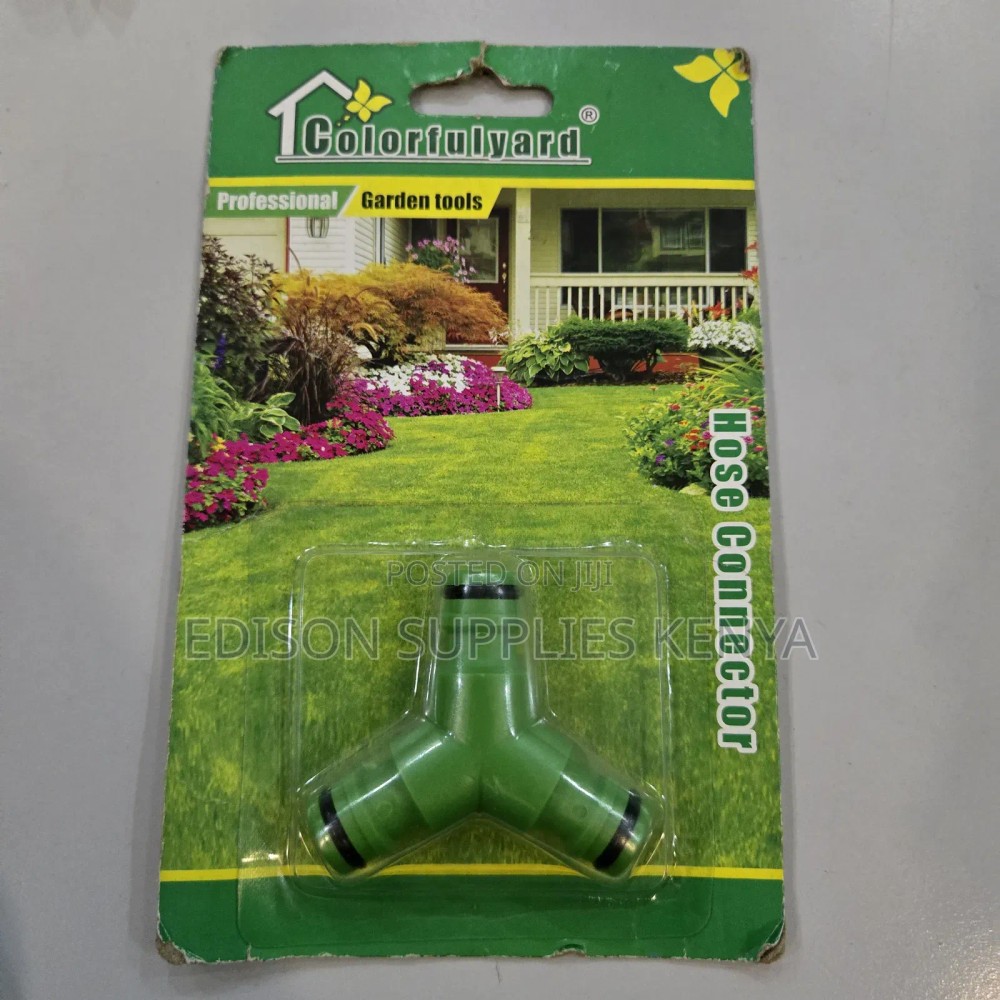 Colorfulyard®
Professional Garden tools
Hose Connector
POSTED ON JIJI
EDISON SUPPLIES KENYA